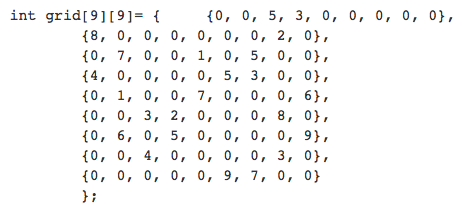 int grid[9][9]= {      {0, 0, 5, 3, 0, 0, 0, 0, 0},
{8, 0, 0, 0, 0, 0, 0, 2, 0},
{0, 7, 0, 0, 1, 0, 5, 0, 0},
{4, 0, 0, 0, 0, 5, 3, 0, 0},
{0, 1, 0, 0, 7, 0, 0, 0, 6},
{0, 0, 3, 2, 0, 0, 0, 8, 0},
{0, 6, 0, 5, 0, 0, 0, 0, 9},
{0, 0, 4, 0, 0, 0, 0, 3, 0},
{0, 0, 0, 0, 0, 9, 7, 0, 0}
};